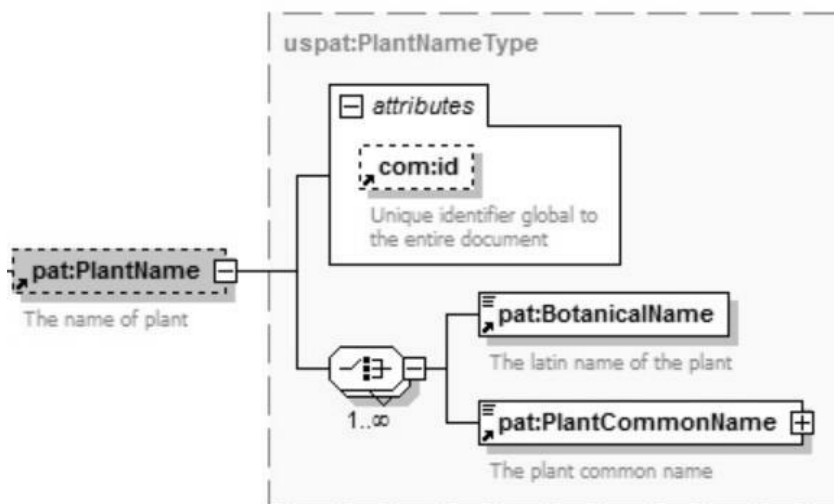 uspat:PlantNameType
attributes
com:id
Unique identifier global to
the entire document
pat:PlantName
The name of plant
pat:BotanicalName
The latin name of the plant
1..∞
pat:PlantCommonName
The plant common name